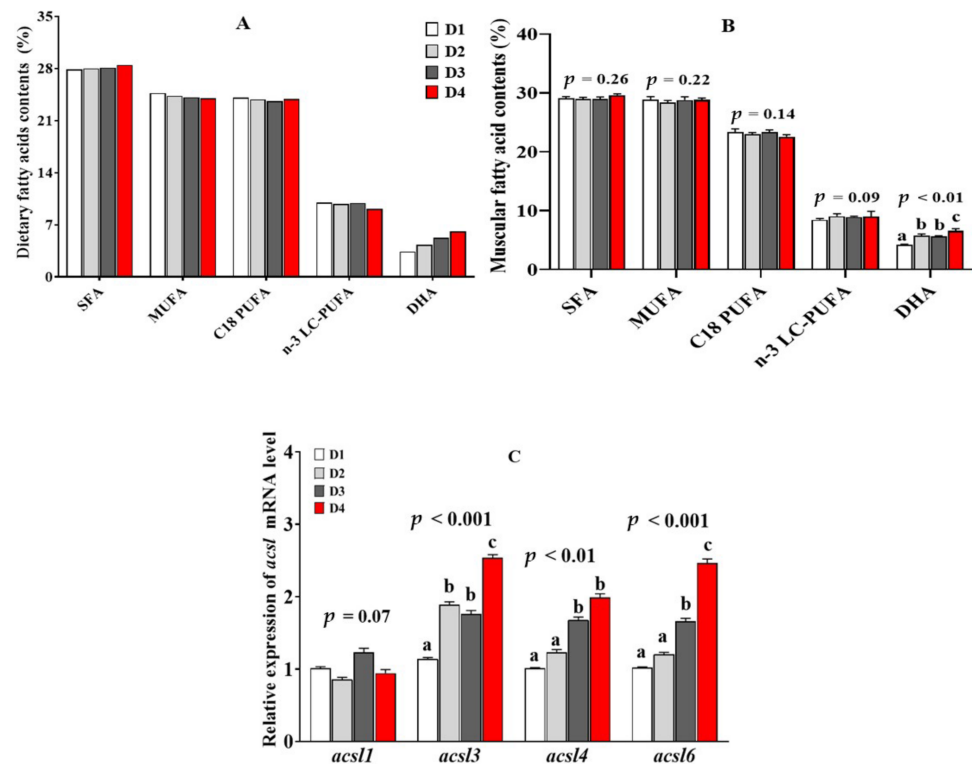 A
Dietary fatty acids contents (%)
35
28
21
14
7
0
D1
D2
D3
D4
SFA
MUFA
C18 PUFA
n-3 LC-PUFA
DHA
B
Muscular fatty acid contents (%)
40
30
20
10
0
p = 0.26
p = 0.22
p = 0.14
p = 0.09
p < 0.01
a
b
b
c
SFA
MUFA
C18 PUFA
n-3 LC-PUFA
DHA
C
Relative expression of acsl mRNA level
4
3
2
1
0
D1
D2
D3
D4
p = 0.07
p < 0.001
p < 0.01
p < 0.001
a
b
b
c
a
a
b
b
a
a
b
c
acsl1
acsl3
acsl4
acsl6